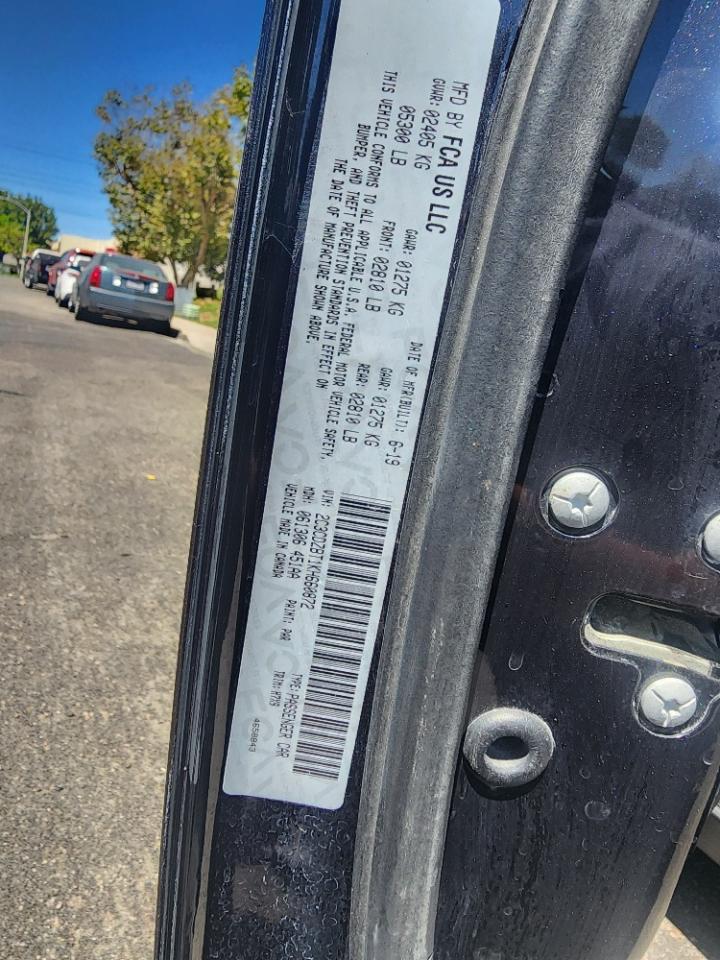 MFD BY FCA US LLC
DATE OF MFR(BUILT): 6-19
GVWR: 02405 KG
GAWR: 01275 KG
GAWR: 01275 KG
05300 LB
FRONT: 02810 LB
REAR: 02810 LB
THIS VEHICLE CONFORMS TO ALL APPLICABLE U.S.A. FEDERAL MOTOR VEHICLE SAFETY,
BUMPER, AND THEFT PREVENTION STANDARDS IN EFFECT ON
THE DATE OF MANUFACTURE SHOWN ABOVE.
VIN: 2C3CDZBT1KH660872
TYPE: PASSENGER CAR
MDH: 061306 451AA
PAINT: PAR
TRIM: H7X9
VEHICLE MADE IN CANADA
4658843